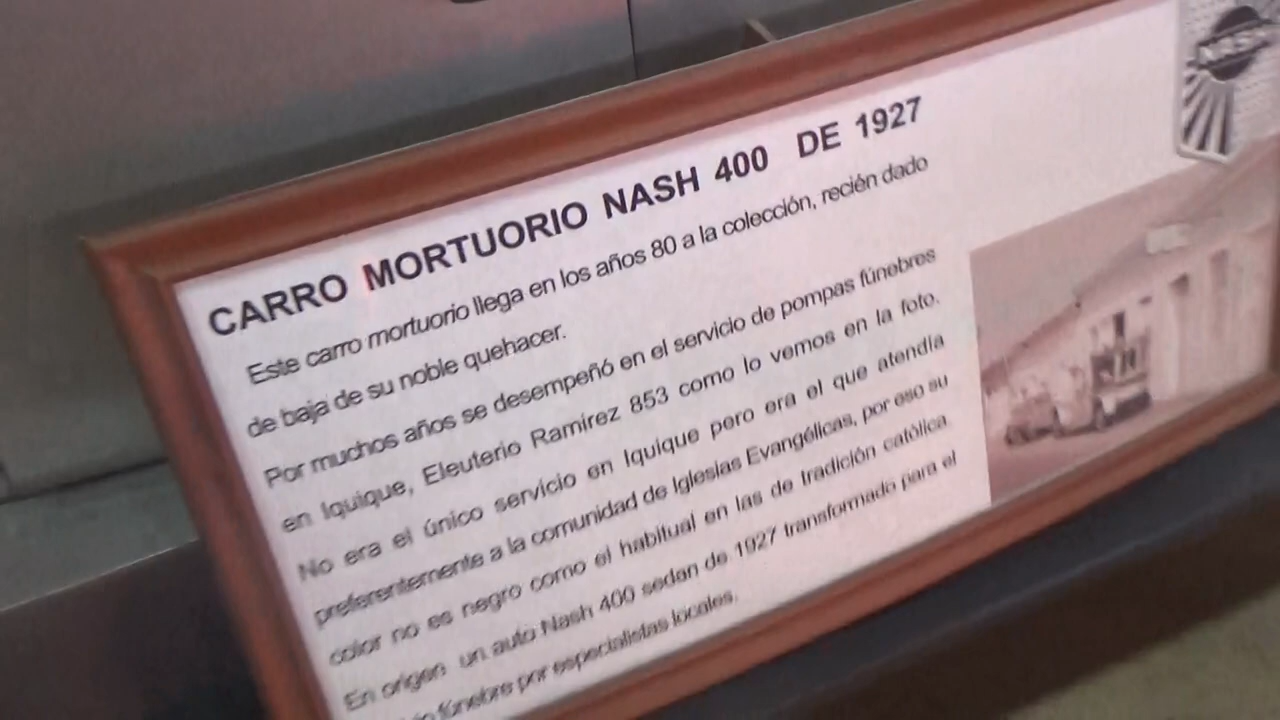 CARRO MORTUORIO NASH 400 DE 1927
Este carro mortuorio llega en los años 80 a la colección, recién dado
de baja de su noble quehacer.
Por muchos años se desempeñó en el servicio de pompas fúnebres
en Iquique, Eleuterio Ramírez 853 como lo vemos en la foto.
No era el único servicio en Iquique pero era el que atendía
preferentemente a la comunidad de Iglesias Evangélicas, por eso su
color no es negro como el habitual en las de tradición católica.
En origen un auto Nash 400 sedan de 1927 transformado para el
fúnebre por especialistas locales.
NASH